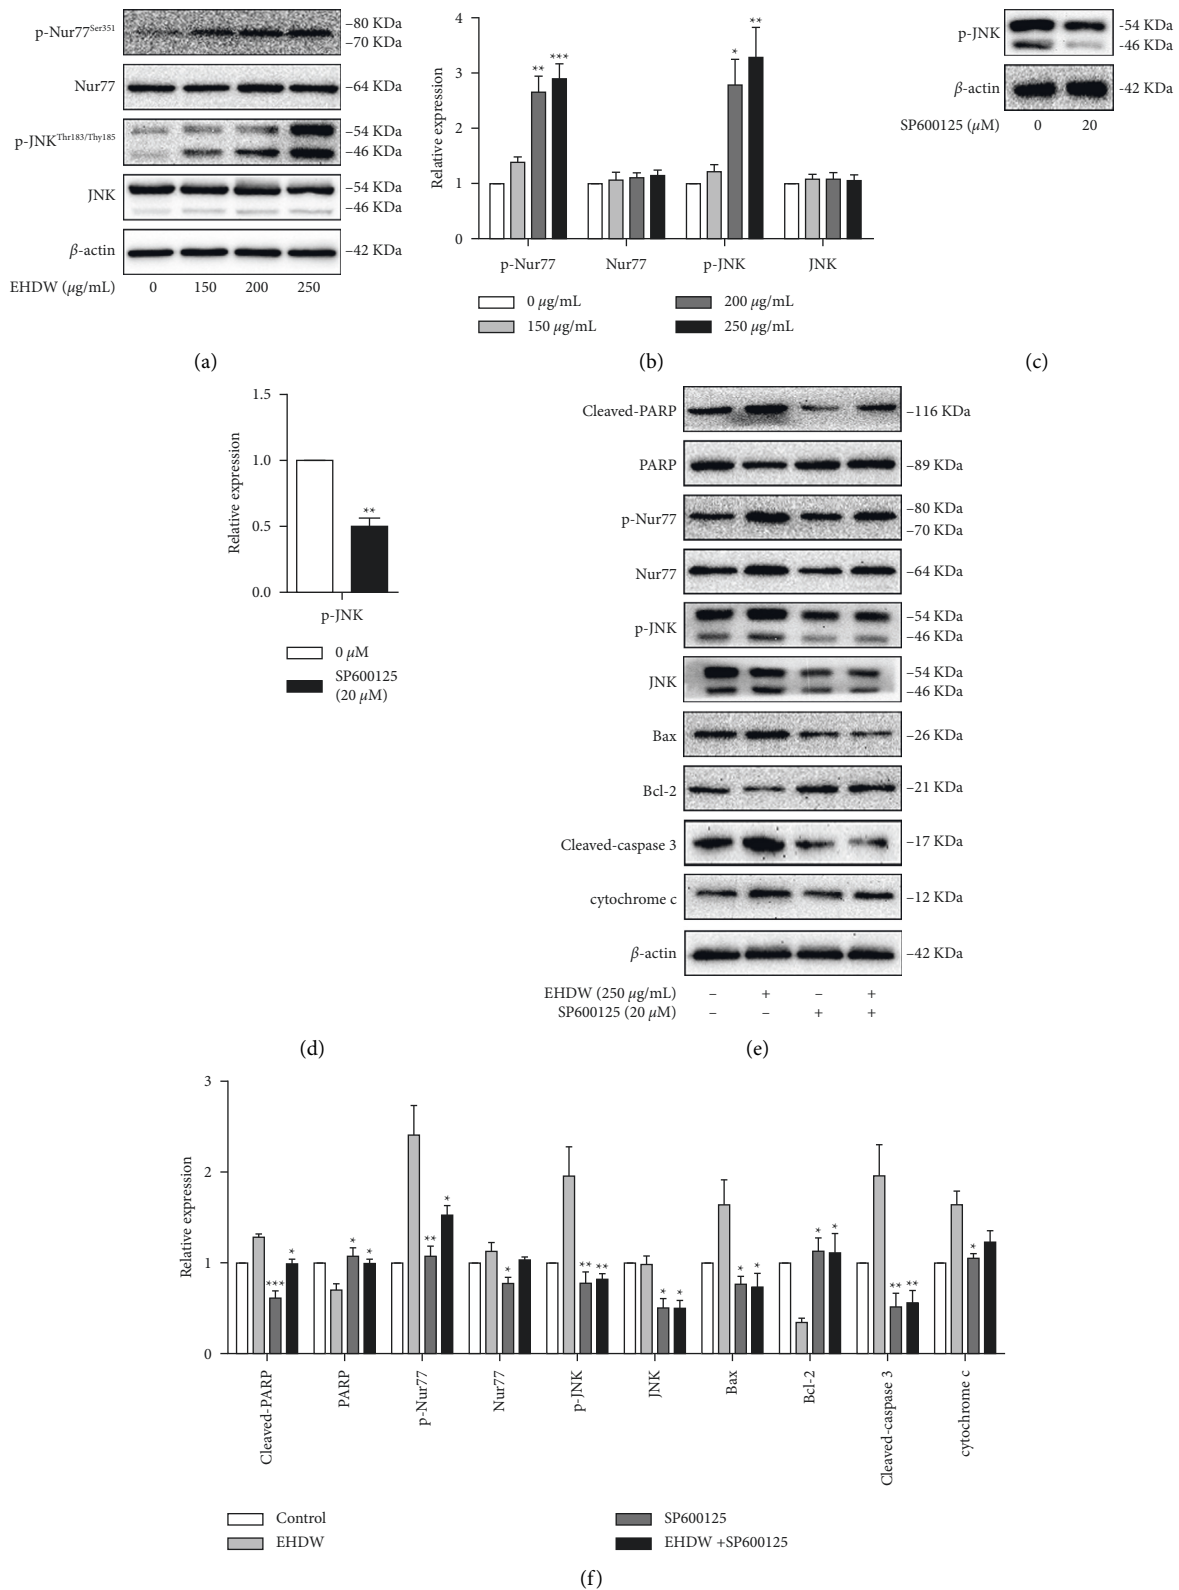 p-Nur77Ser351
–80 KDa
–70 KDa
Nur77
–64 KDa
p-JNKThr183/Thy185
–54 KDa
–46 KDa
JNK
–54 KDa
–46 KDa
β-actin
–42 KDa
EHDW (μg/mL) 0 150 200 250
(a)
4
3
2
1
0
Relative expression
** *** * **
p-Nur77 Nur77 p-JNK JNK
0 μg/mL 200 μg/mL
150 μg/mL 250 μg/mL
(b)
p-JNK
–54 KDa
–46 KDa
β-actin
–42 KDa
SP600125 (μM) 0 20
(c)
1.5
1.0
0.5
0.0
Relative expression
**
p-JNK
0 μM
SP600125
(20 μM)
(d)
Cleaved-PARP –116 KDa
PARP –89 KDa
p-Nur77
–80 KDa
–70 KDa
Nur77 –64 KDa
p-JNK
–54 KDa
–46 KDa
JNK
–54 KDa
–46 KDa
Bax –26 KDa
Bcl-2 –21 KDa
Cleaved-caspase 3 –17 KDa
cytochrome c –12 KDa
β-actin –42 KDa
EHDW (250 μg/mL) – + – +
SP600125 (20 μM) – – + +
(e)
3
2
1
0
Relative expression
*** * * * ** * * ** ** * * * * * * ** ** *
Cleaved-PARP PARP p-Nur77 Nur77 p-JNK JNK Bax Bcl-2 Cleaved-caspase 3 cytochrome c
Control SP600125
EHDW EHDW +SP600125
(f)